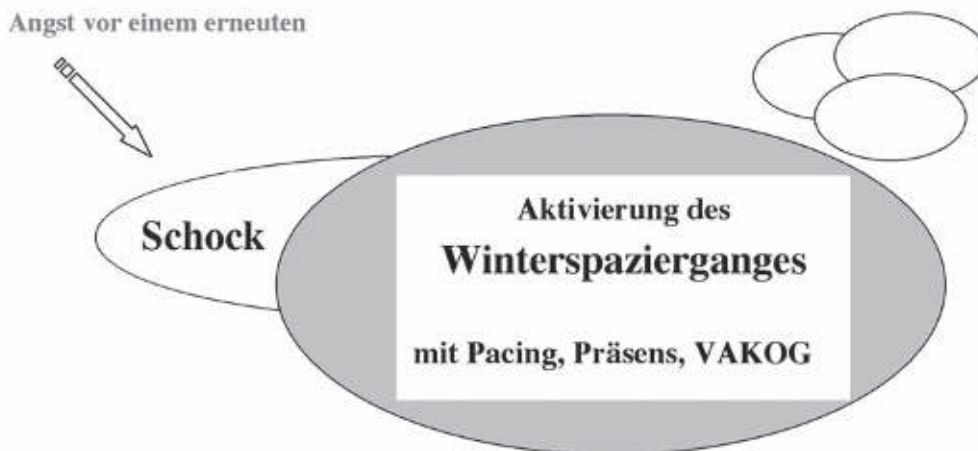 Angst vor einem erneuten
Schock
Aktivierung des
Winterspazierganges
mit Pacing, Präsens, VAKOG